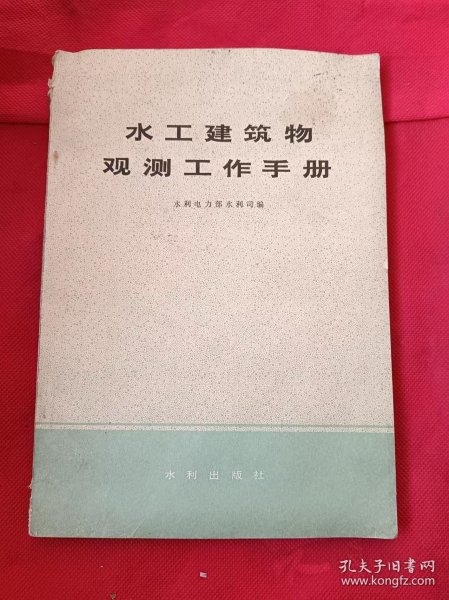 水工建筑物
观测工作手册
水利电力部水利司编
水利出版社
孔夫子旧书网
www.kongfz.com